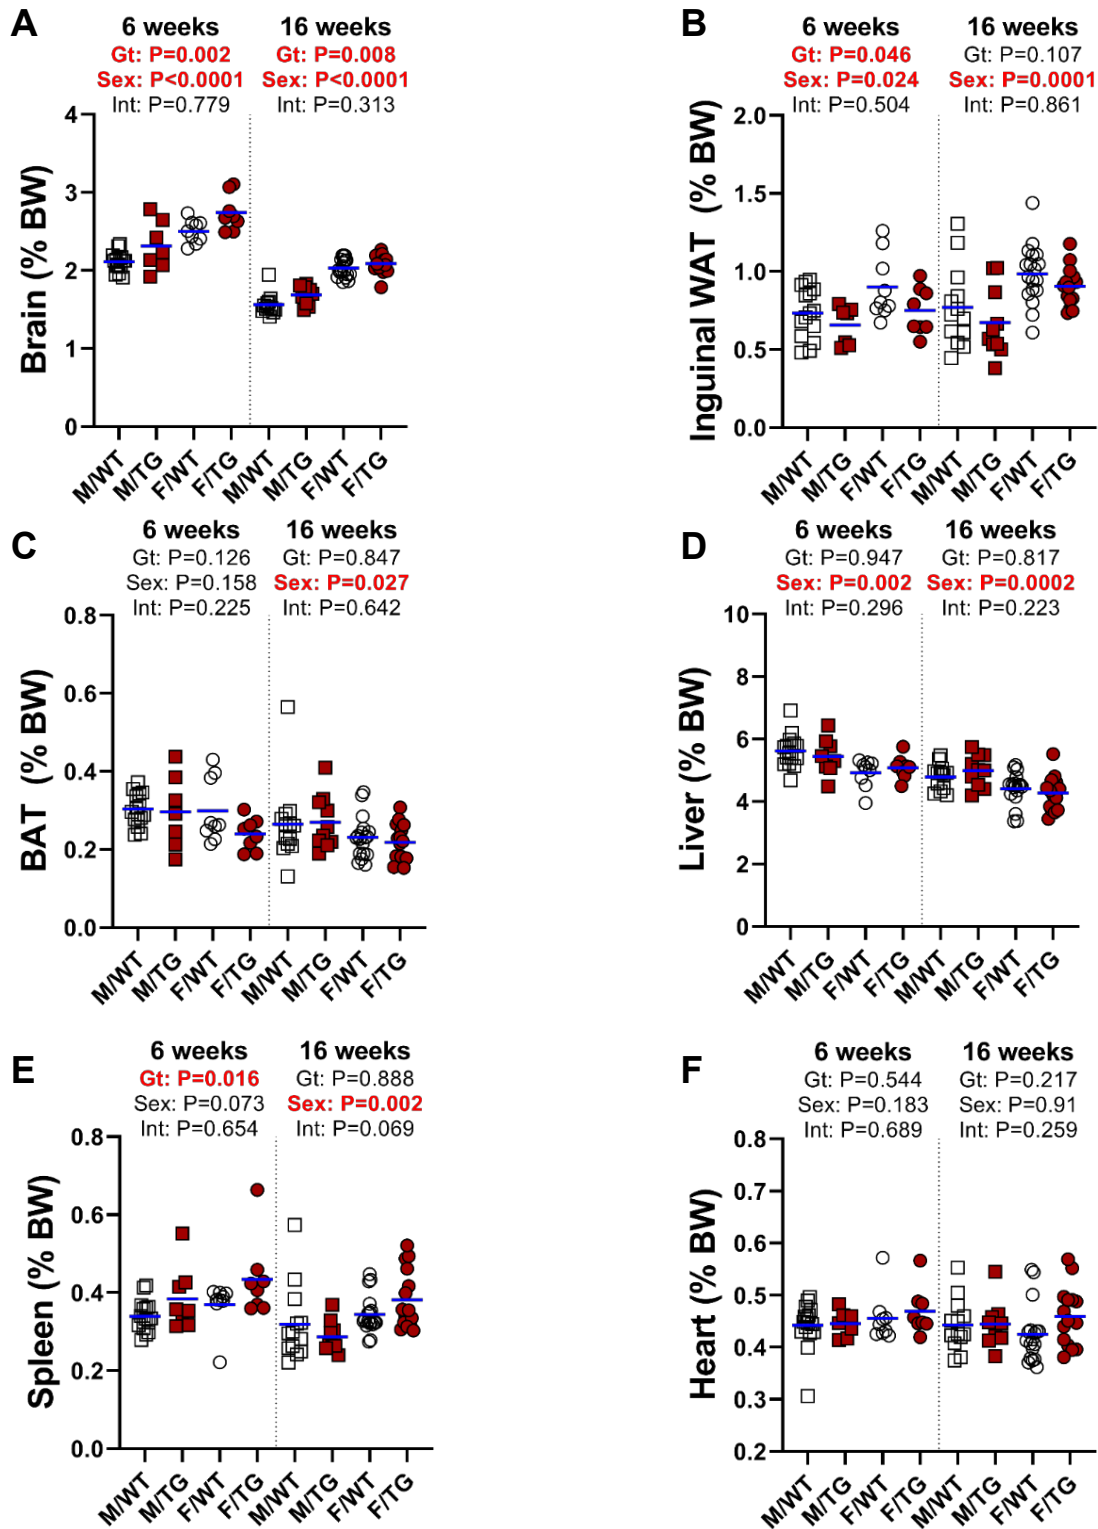 A
6 weeks
16 weeks
Gt: P=0.002
Gt: P=0.008
Sex: P<0.0001
Sex: P<0.0001
Int: P=0.779
Int: P=0.313
Brain (% BW)
4
3
2
1
0
M/WT
M/TG
F/WT
F/TG
M/WT
M/TG
F/WT
F/TG
B
6 weeks
16 weeks
Gt: P=0.046
Gt: P=0.107
Sex: P=0.024
Sex: P=0.0001
Int: P=0.504
Int: P=0.861
Inguinal WAT (% BW)
2.0
1.5
1.0
0.5
0.0
M/WT
M/TG
F/WT
F/TG
M/WT
M/TG
F/WT
F/TG
C
6 weeks
16 weeks
Gt: P=0.126
Gt: P=0.847
Sex: P=0.158
Sex: P=0.027
Int: P=0.225
Int: P=0.642
BAT (% BW)
0.8
0.6
0.4
0.2
0.0
M/WT
M/TG
F/WT
F/TG
M/WT
M/TG
F/WT
F/TG
D
6 weeks
16 weeks
Gt: P=0.947
Gt: P=0.817
Sex: P=0.002
Sex: P=0.0002
Int: P=0.296
Int: P=0.223
Liver (% BW)
10
8
6
4
2
0
M/WT
M/TG
F/WT
F/TG
M/WT
M/TG
F/WT
F/TG
E
6 weeks
16 weeks
Gt: P=0.016
Gt: P=0.888
Sex: P=0.073
Sex: P=0.002
Int: P=0.654
Int: P=0.069
Spleen (% BW)
0.8
0.6
0.4
0.2
0.0
M/WT
M/TG
F/WT
F/TG
M/WT
M/TG
F/WT
F/TG
F
6 weeks
16 weeks
Gt: P=0.544
Gt: P=0.217
Sex: P=0.183
Sex: P=0.91
Int: P=0.689
Int: P=0.259
Heart (% BW)
0.8
0.7
0.6
0.5
0.4
0.3
0.2
M/WT
M/TG
F/WT
F/TG
M/WT
M/TG
F/WT
F/TG